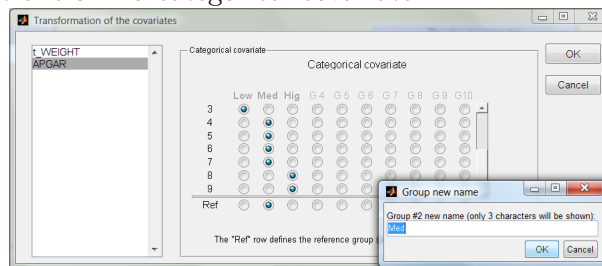 Transformation of the covariates
t_WEIGHT
APGAR
Categorical covariate
Categorical covariate
OK
Cancel
Low Med Hig G 4 G 5 G 6 G 7 G 8 G 9 G10
3
4
5
6
7
8
9
Ref
The "Ref" row defines the reference group
Group new name
Group #2 new name (only 3 characters will be shown):
Med
OK Cancel